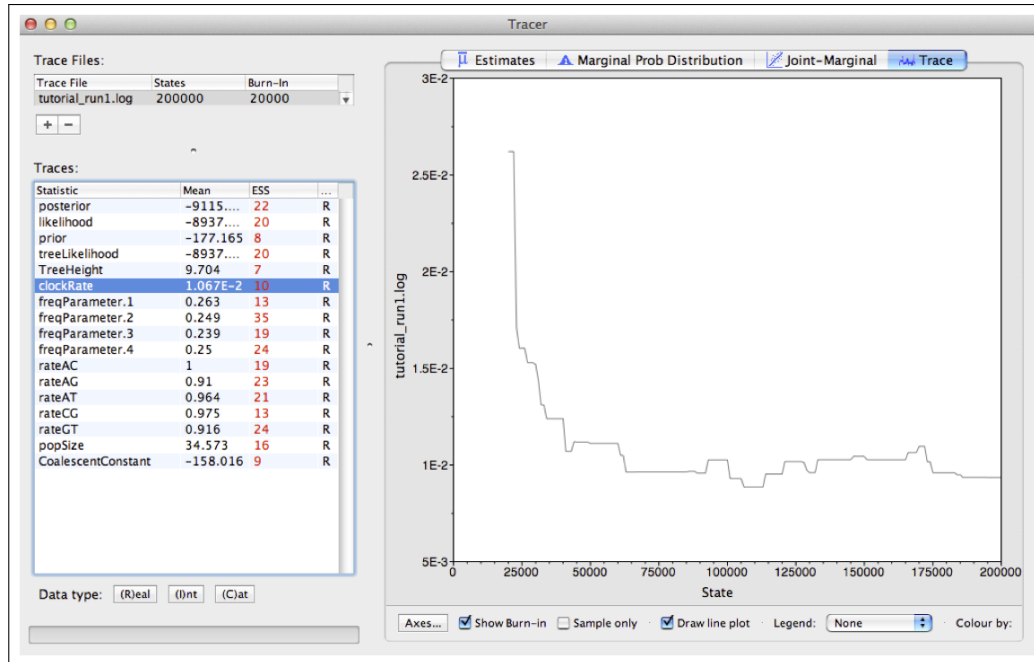 Tracer
Trace Files:
Trace File States Burn-In
tutorial_run1.log 200000 20000
+ −
Traces:
Statistic Mean ESS ...
posterior -9115.... 22 R
likelihood -8937.... 20 R
prior -177.165 8 R
treeLikelihood -8937.... 20 R
TreeHeight 9.704 7 R
clockRate 1.067E-2 10 R
freqParameter.1 0.263 13 R
freqParameter.2 0.249 35 R
freqParameter.3 0.239 19 R
freqParameter.4 0.25 24 R
rateAC 1 19 R
rateAG 0.91 23 R
rateAT 0.964 21 R
rateCG 0.975 13 R
rateGT 0.916 24 R
popSize 34.573 16 R
CoalescentConstant -158.016 9 R
Data type: (R)eal (I)nt (C)at
Estimates Marginal Prob Distribution Joint-Marginal Trace
3E-2
2.5E-2
2E-2
1.5E-2
1E-2
5E-3
tutorial_run1.log
0 25000 50000 75000 100000 125000 150000 175000 200000
State
Axes... Show Burn-in Sample only Draw line plot Legend: None Colour by: